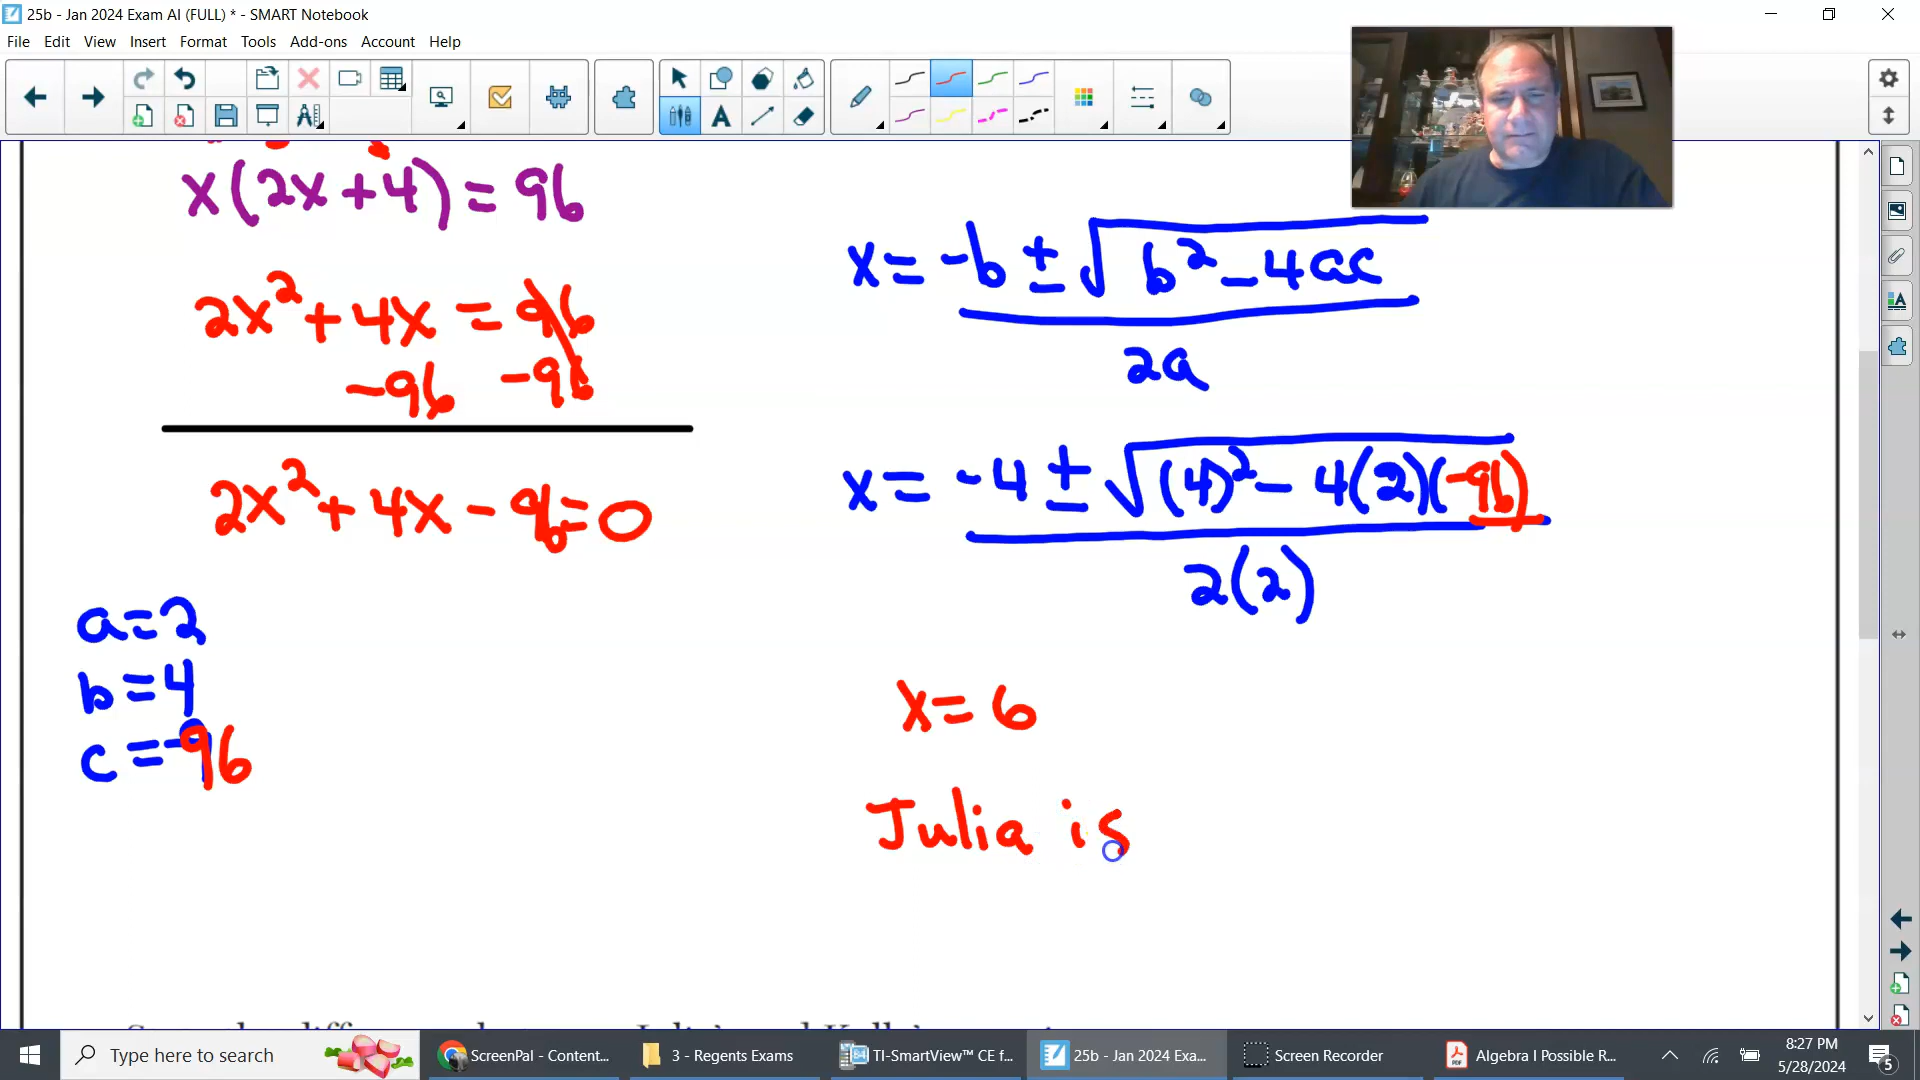 25b - Jan 2024 Exam AI (FULL) * - SMART Notebook
File Edit View Insert Format Tools Add-ons Account Help
x(2x+4)=96
2x²+4x=96
-96 -96
2x²+4x-96=0
a=2
b=4
c=-96
x=-b±√b²-4ac
2a
x=-4±√(4)²-4(2)(-96)
2(2)
x=6
Julia is
Type here to search
ScreenPal - Content...
3 - Regents Exams
84
TI-SmartView™ CE f...
25b - Jan 2024 Exa...
Screen Recorder
Algebra I Possible R...
8:27 PM
5/28/2024
5